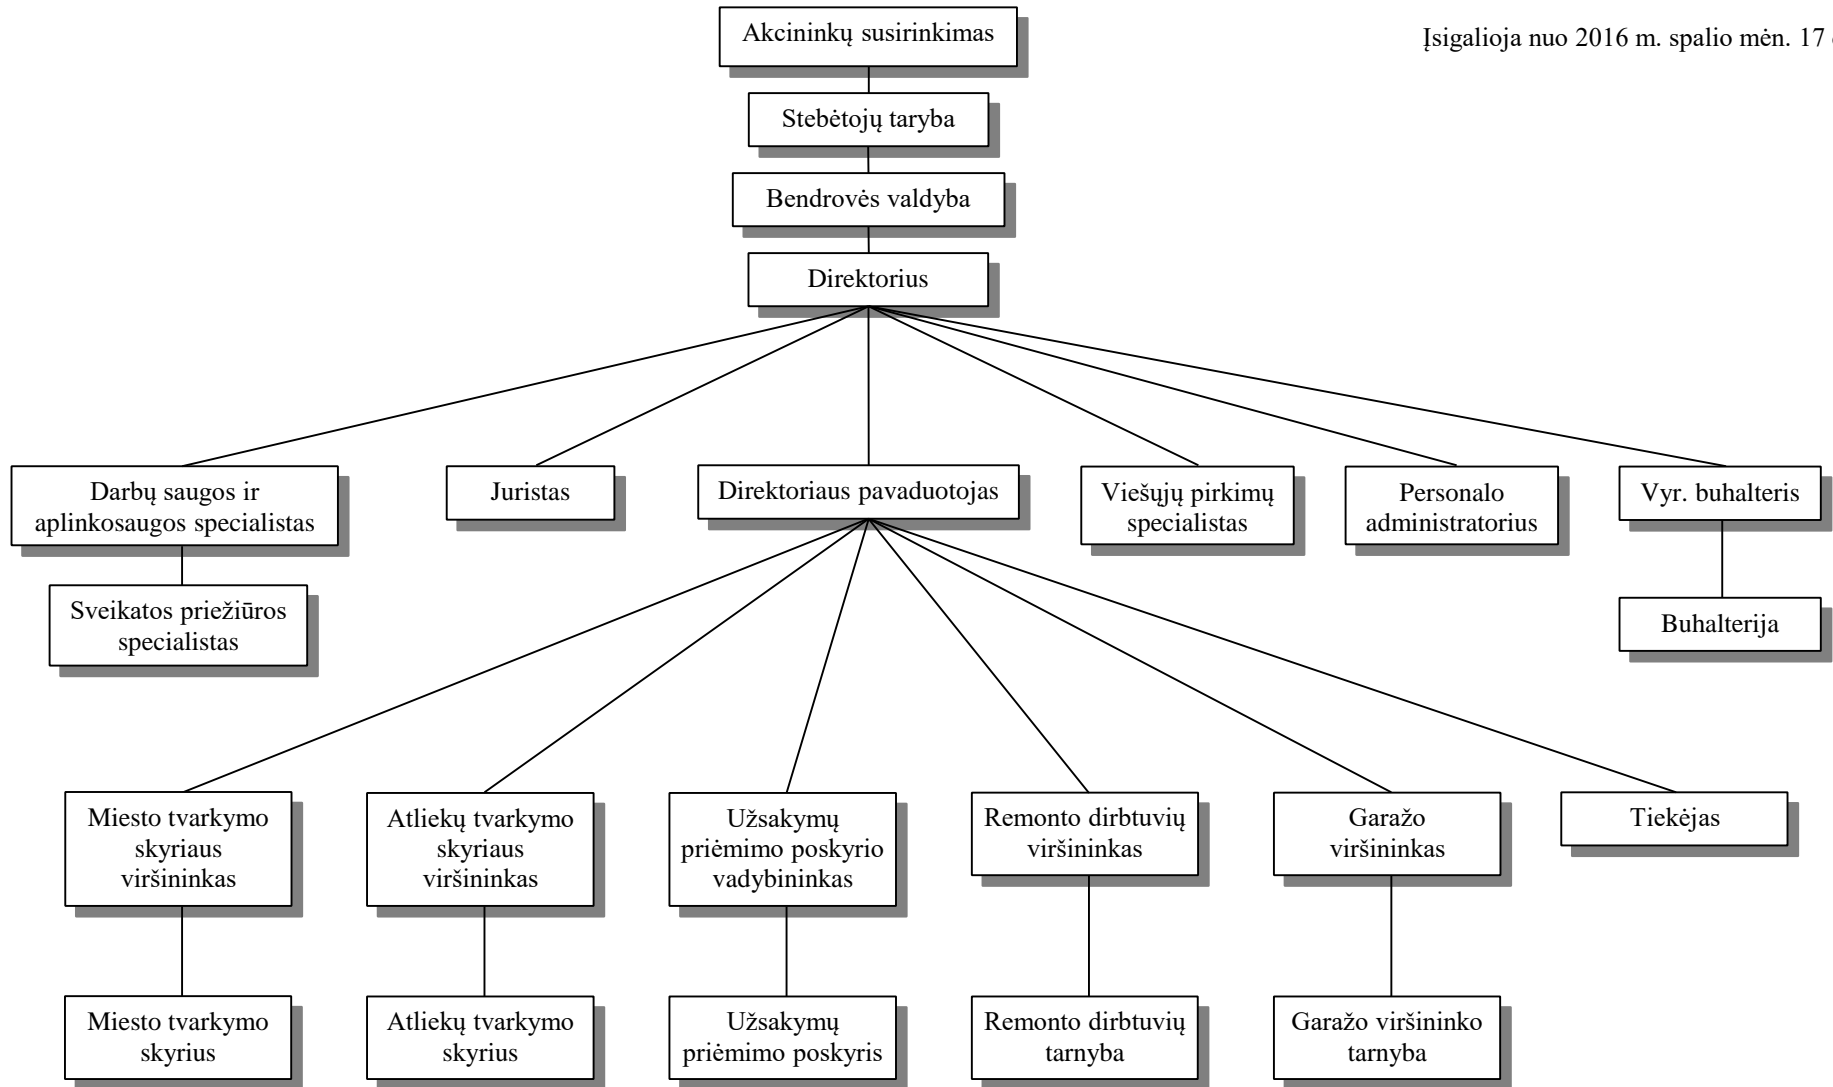 Akcininkų susirinkimas
Įsigalioja nuo 2016 m. spalio mėn. 17
Stebėtojų taryba
Bendrovės valdyba
Direktorius
Darbų saugos ir
aplinkosaugos specialistas
Juristas
Direktoriaus pavaduotojas
Viešųjų pirkimų
specialistas
Personalo
administratorius
Vyr. buhalteris
Sveikatos priežiūros
specialistas
Buhalterija
Miesto tvarkymo
skyriaus
viršininkas
Atliekų tvarkymo
skyriaus
viršininkas
Užsakymų
priėmimo poskyrio
vadybininkas
Remonto dirbtuvių
viršininkas
Garažo
viršininkas
Tiekėjas
Miesto tvarkymo
skyrius
Atliekų tvarkymo
skyrius
Užsakymų
priėmimo poskyris
Remonto dirbtuvių
tarnyba
Garažo viršininko
tarnyba